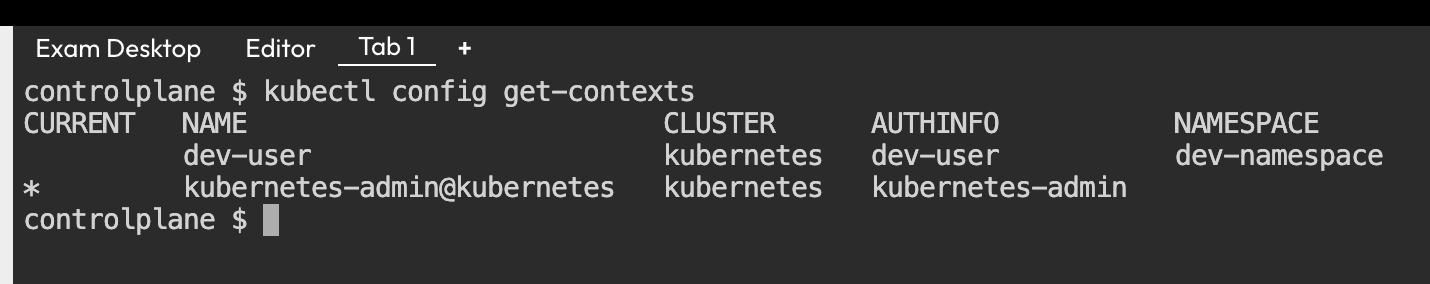 Exam Desktop Editor Tab 1 +
controlplane $ kubectl config get-contexts
CURRENT NAME CLUSTER AUTHINFO NAMESPACE
dev-user kubernetes dev-user dev-namespace
* kubernetes-admin@kubernetes kubernetes kubernetes-admin
controlplane $